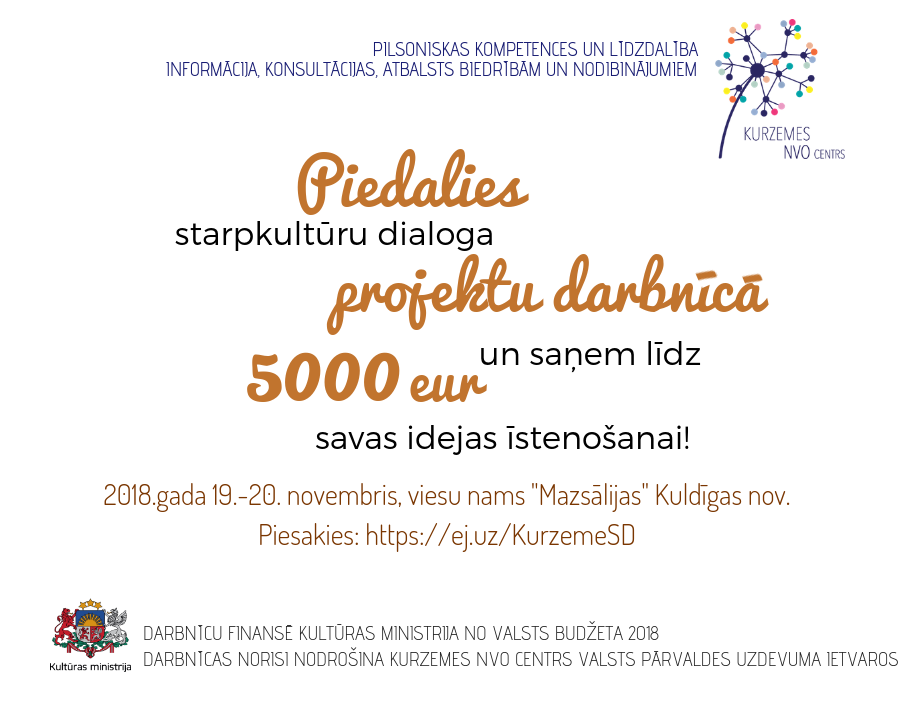 PILSONISKAS KOMPETENCES UN LĪDZDALĪBA
INFORMĀCIJA, KONSULTĀCIJAS, ATBALSTS BIEDRĪBĀM UN NODIBINĀJUMIEM
KURZEMES
NVO CENTRS
Piedalies
starpkultūru dialoga
projektu darbnīcā
un saņem līdz
5000 eur
savas idejas īstenošanai!
2018.gada 19.-20. novembris, viesu nams "Mazsālijas" Kuldīgas nov.
Piesakies: https://ej.uz/KurzemeSD
Kultūras ministrija
DARBNĪCU FINANSĒ KULTŪRAS MINISTRIJA NO VALSTS BUDŽETA 2018
DARBNĪCAS NORISI NODROŠINA KURZEMES NVO CENTRS VALSTS PĀRVALDES UZDEVUMA IETVAROS